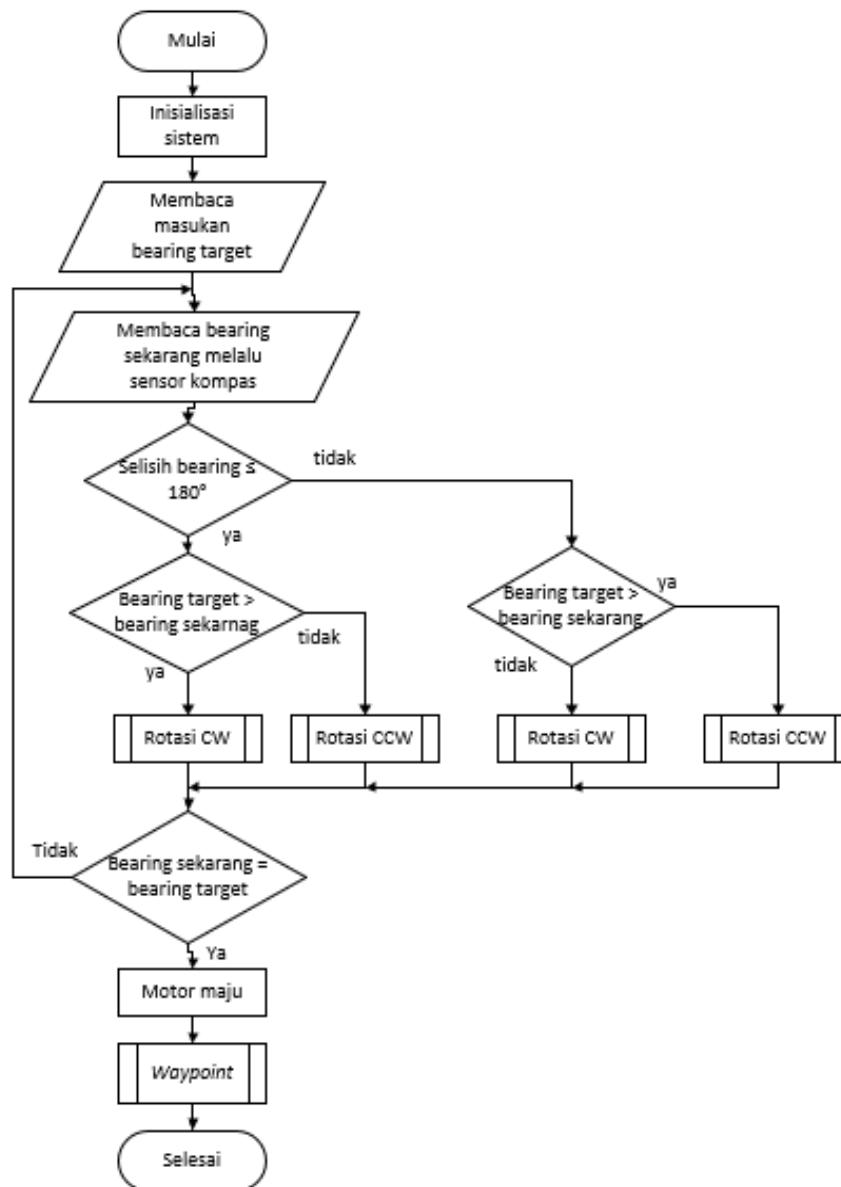 Mulai
Inisialisasi
sistem
Membaca
masukan
bearing target
Membaca bearing
sekarang melalu
sensor kompas
Selisih bearing ≤
180°
tidak
ya
Bearing target >
bearing sekarnag
tidak
ya
Bearing target >
bearing sekarang
ya
tidak
Rotasi CW
Rotasi CCW
Rotasi CW
Rotasi CCW
Tidak
Bearing sekarang =
bearing target
Ya
Motor maju
Waypoint
Selesai